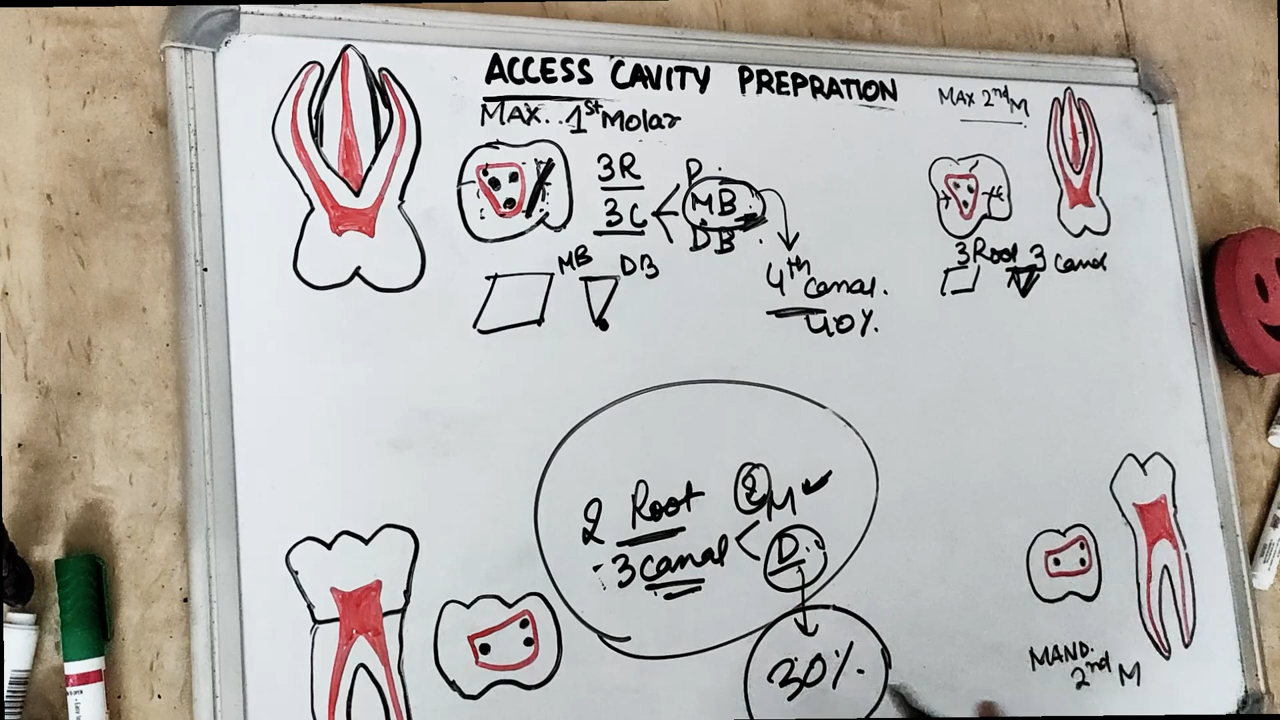 ACCESS CAVITY PREPRATION
MAX. 1st Molar
3R
3C
P.
MB
DB
4th Canal.
40%.
MB DB
MAX 2nd M
3 Root 3 canal
2 Root
3 canal
2M
D
30%.
MAND.
2nd M